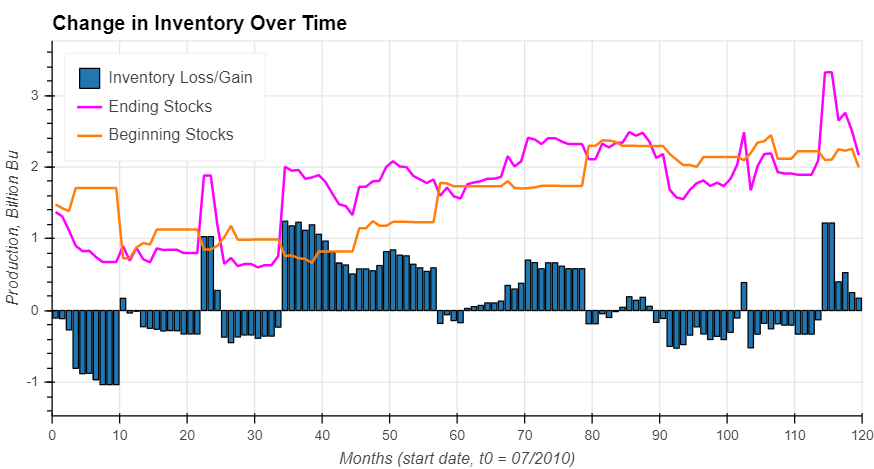 Change in Inventory Over Time
Inventory Loss/Gain
Ending Stocks
Beginning Stocks
Production, Billion Bu
3
2
1
0
-1
0 10 20 30 40 50 60 70 80 90 100 110 120
Months (start date, t0 = 07/2010)